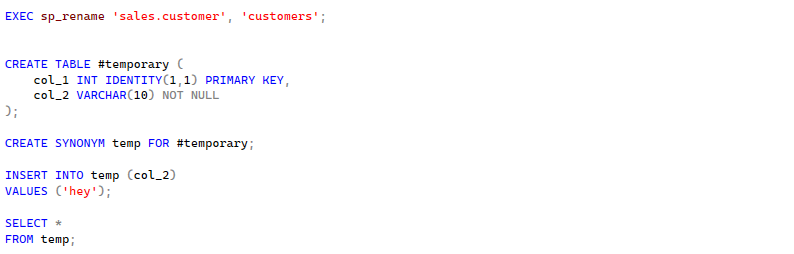 EXEC sp_rename 'sales.customer', 'customers';
CREATE TABLE #temporary (
    col_1 INT IDENTITY(1,1) PRIMARY KEY,
    col_2 VARCHAR(10) NOT NULL
);
CREATE SYNONYM temp FOR #temporary;
INSERT INTO temp (col_2)
VALUES ('hey');
SELECT *
FROM temp;